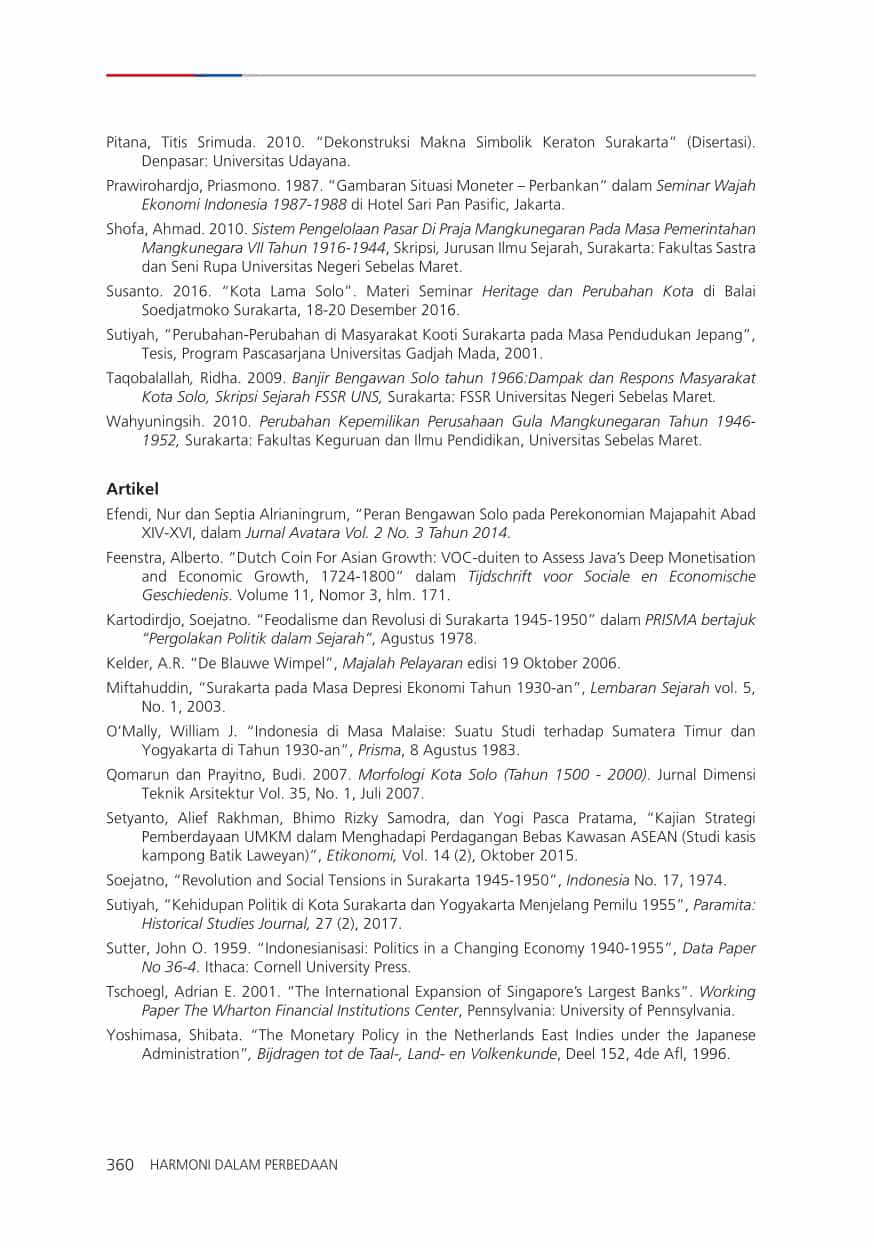 Pitana, Titis Srimuda. 2010. “Dekonstruksi Makna Simbolik Keraton Surakarta” (Disertasi).
Denpasar: Universitas Udayana.
Prawirohardjo, Priasmono. 1987. “Gambaran Situasi Moneter – Perbankan” dalam Seminar Wajah
Ekonomi Indonesia 1987-1988 di Hotel Sari Pan Pasific, Jakarta.
Shofa, Ahmad. 2010. Sistem Pengelolaan Pasar Di Praja Mangkunegaran Pada Masa Pemerintahan
Mangkunegara VII Tahun 1916-1944, Skripsi, Jurusan Ilmu Sejarah, Surakarta: Fakultas Sastra
dan Seni Rupa Universitas Negeri Sebelas Maret.
Susanto. 2016. “Kota Lama Solo”. Materi Seminar Heritage dan Perubahan Kota di Balai
Soedjatmoko Surakarta, 18-20 Desember 2016.
Sutiyah, “Perubahan-Perubahan di Masyarakat Kooti Surakarta pada Masa Pendudukan Jepang”,
Tesis, Program Pascasarjana Universitas Gadjah Mada, 2001.
Taqobalallah, Ridha. 2009. Banjir Bengawan Solo tahun 1966:Dampak dan Respons Masyarakat
Kota Solo, Skripsi Sejarah FSSR UNS, Surakarta: FSSR Universitas Negeri Sebelas Maret.
Wahyuningsih. 2010. Perubahan Kepemilikan Perusahaan Gula Mangkunegaran Tahun 1946-
1952, Surakarta: Fakultas Keguruan dan Ilmu Pendidikan, Universitas Sebelas Maret.
Artikel
Efendi, Nur dan Septia Alrianingrum, “Peran Bengawan Solo pada Perekonomian Majapahit Abad
XIV-XVI, dalam Jurnal Avatara Vol. 2 No. 3 Tahun 2014.
Feenstra, Alberto. “Dutch Coin For Asian Growth: VOC-duiten to Assess Java’s Deep Monetisation
and Economic Growth, 1724-1800” dalam Tijdschrift voor Sociale en Economische
Geschiedenis. Volume 11, Nomor 3, hlm. 171.
Kartodirdjo, Soejatno. “Feodalisme dan Revolusi di Surakarta 1945-1950” dalam PRISMA bertajuk
“Pergolakan Politik dalam Sejarah”, Agustus 1978.
Kelder, A.R. “De Blauwe Wimpel”, Majalah Pelayaran edisi 19 Oktober 2006.
Miftahuddin, “Surakarta pada Masa Depresi Ekonomi Tahun 1930-an”, Lembaran Sejarah vol. 5,
No. 1, 2003.
O’Mally, William J. “Indonesia di Masa Malaise: Suatu Studi terhadap Sumatera Timur dan
Yogyakarta di Tahun 1930-an”, Prisma, 8 Agustus 1983.
Qomarun dan Prayitno, Budi. 2007. Morfologi Kota Solo (Tahun 1500 - 2000). Jurnal Dimensi
Teknik Arsitektur Vol. 35, No. 1, Juli 2007.
Setyanto, Alief Rakhman, Bhimo Rizky Samodra, dan Yogi Pasca Pratama, “Kajian Strategi
Pemberdayaan UMKM dalam Menghadapi Perdagangan Bebas Kawasan ASEAN (Studi kasis
kampong Batik Laweyan)”, Etikonomi, Vol. 14 (2), Oktober 2015.
Soejatno, “Revolution and Social Tensions in Surakarta 1945-1950”, Indonesia No. 17, 1974.
Sutiyah, “Kehidupan Politik di Kota Surakarta dan Yogyakarta Menjelang Pemilu 1955”, Paramita:
Historical Studies Journal, 27 (2), 2017.
Sutter, John O. 1959. “Indonesianisasi: Politics in a Changing Economy 1940-1955”, Data Paper
No 36-4. Ithaca: Cornell University Press.
Tschoegl, Adrian E. 2001. “The International Expansion of Singapore’s Largest Banks”. Working
Paper The Wharton Financial Institutions Center, Pennsylvania: University of Pennsylvania.
Yoshimasa, Shibata. “The Monetary Policy in the Netherlands East Indies under the Japanese
Administration”, Bijdragen tot de Taal-, Land- en Volkenkunde, Deel 152, 4de Afl, 1996.
360 HARMONI DALAM PERBEDAAN